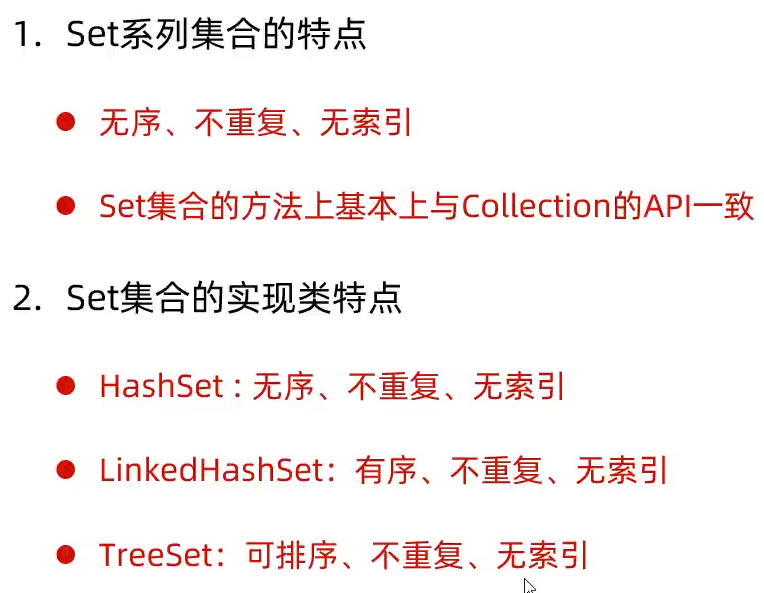 1. Set系列集合的特点
● 无序、不重复、无索引
● Set集合的方法上基本上与Collection的API一致
2. Set集合的实现类特点
● HashSet : 无序、不重复、无索引
● LinkedHashSet：有序、不重复、无索引
● TreeSet：可排序、不重复、无索引